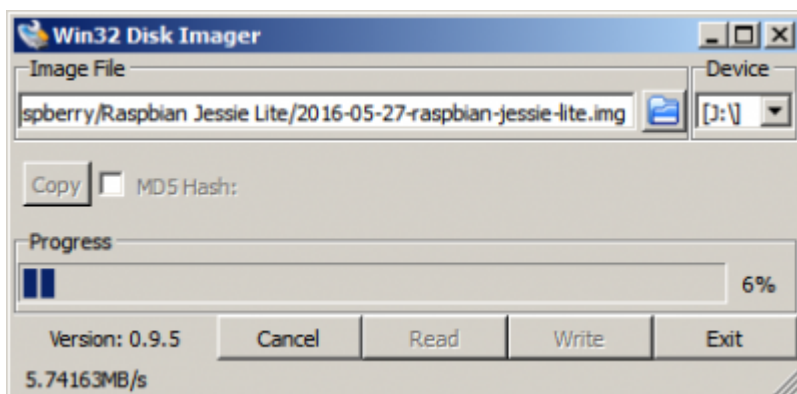 Win32 Disk Imager
Image File
Device
spberry/Raspbian Jessie Lite/2016-05-27-raspbian-jessie-lite.img
[J:\]
Copy
MD5 Hash:
Progress
6%
Version: 0.9.5
Cancel
Read
Write
Exit
5.74163MB/s